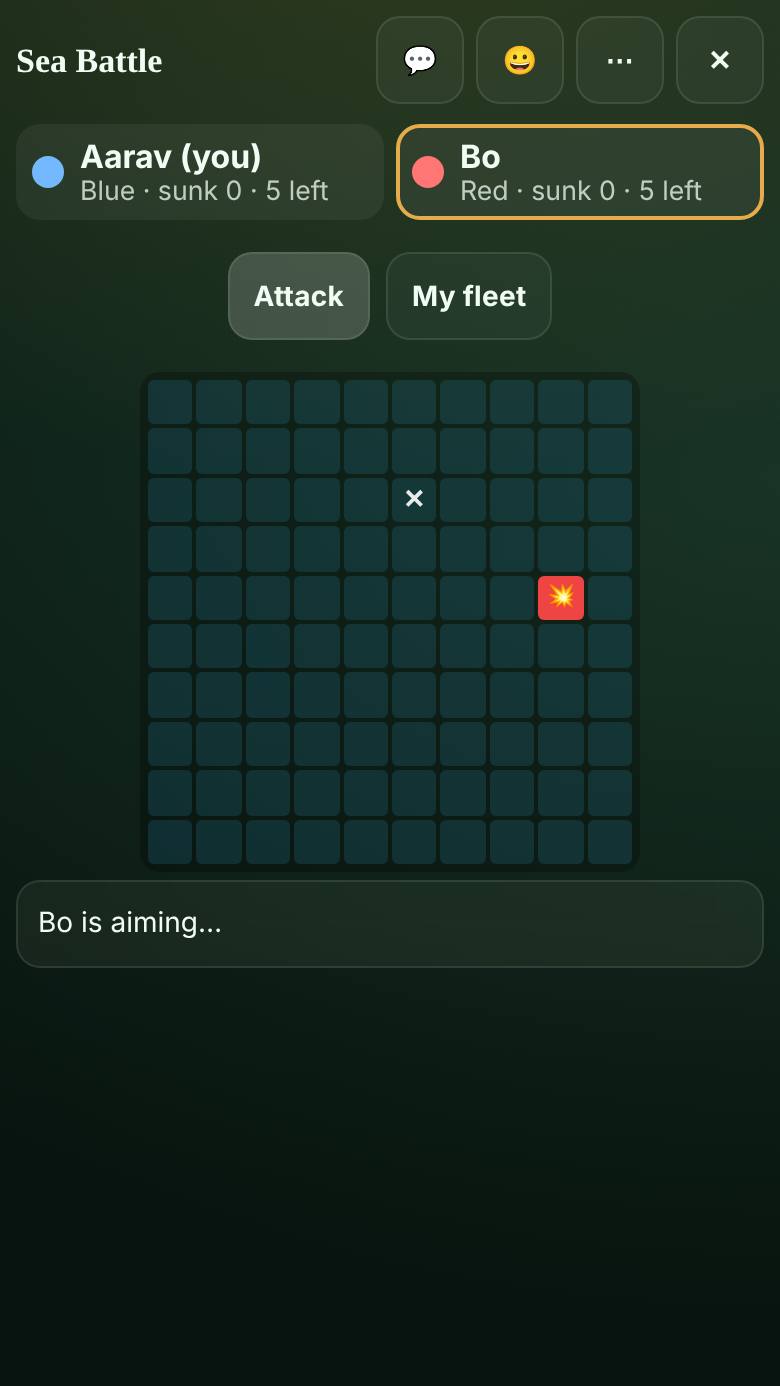 Sea Battle
Aarav (you)
Blue · sunk 0 · 5 left
Bo
Red · sunk 0 · 5 left
Attack
My fleet
Bo is aiming...